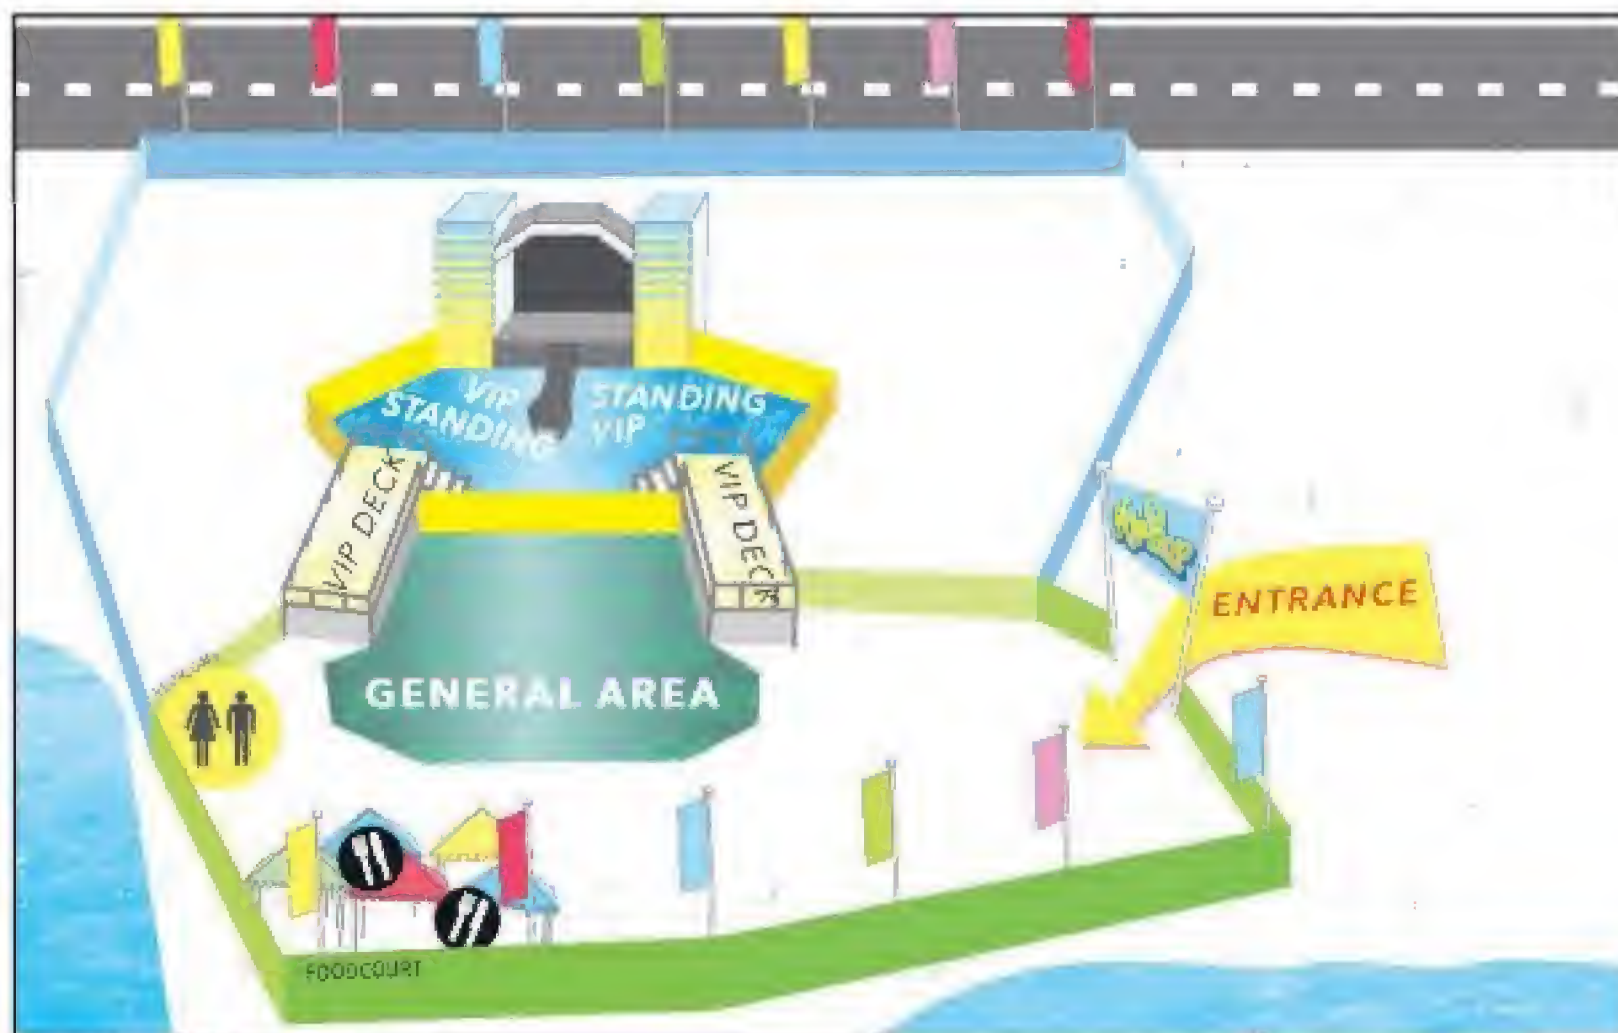 VIP
STANDING
STANDING
VIP
VIP DECK
VIP DECK
ENTRANCE
GENERAL AREA
FOODCOURT